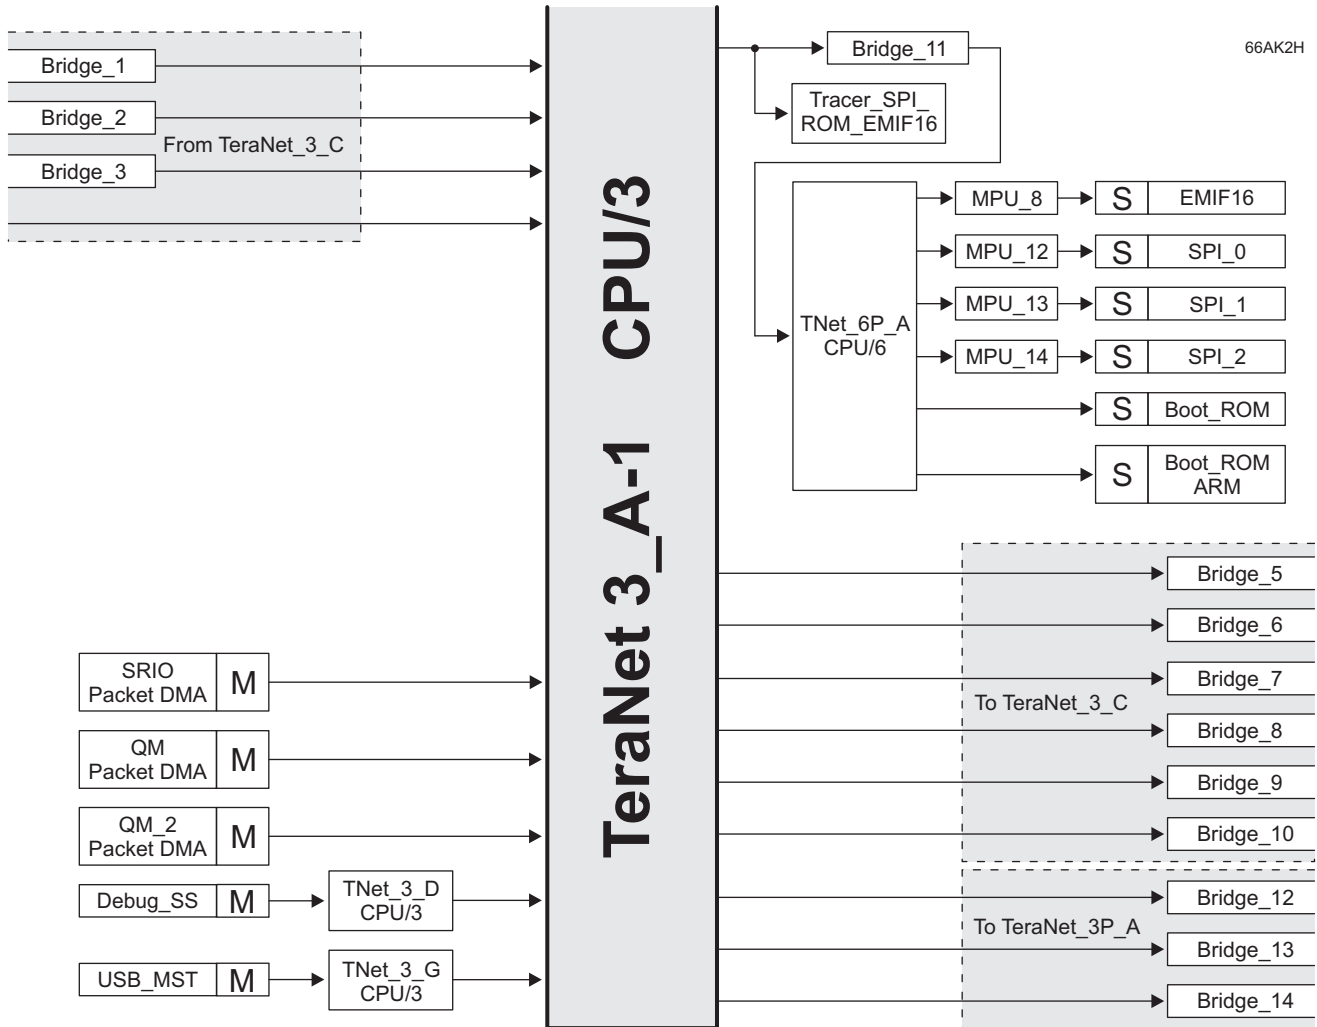 66AK2H
Bridge_1
Bridge_2
From TeraNet_3_C
Bridge_3
SRIO
Packet DMA
M
QM
Packet DMA
M
QM_2
Packet DMA
M
Debug_SS
M
TNet_3_D
CPU/3
USB_MST
M
TNet_3_G
CPU/3
TeraNet 3_A-1 CPU/3
Bridge_11
Tracer_SPI_
ROM_EMIF16
TNet_6P_A
CPU/6
MPU_8
S
EMIF16
MPU_12
S
SPI_0
MPU_13
S
SPI_1
MPU_14
S
SPI_2
S
Boot_ROM
S
Boot_ROM
ARM
Bridge_5
Bridge_6
Bridge_7
To TeraNet_3_C
Bridge_8
Bridge_9
Bridge_10
Bridge_12
To TeraNet_3P_A
Bridge_13
Bridge_14